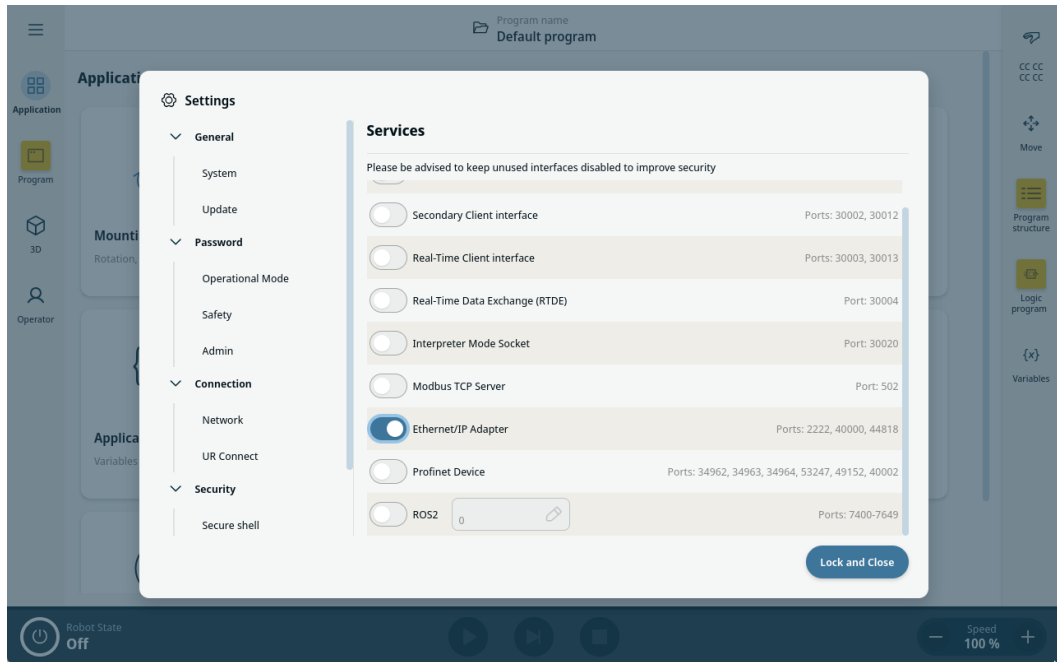 Program name
Default program
Applicati
Application
Program
3D
Operator
Mounti
Rotation,
Applica
Variables
Settings
General
System
Update
Password
Operational Mode
Safety
Admin
Connection
Network
UR Connect
Security
Secure shell
Services
Please be advised to keep unused interfaces disabled to improve security
Secondary Client interface Ports: 30002, 30012
Real-Time Client interface Ports: 30003, 30013
Real-Time Data Exchange (RTDE) Port: 30004
Interpreter Mode Socket Port: 30020
Modbus TCP Server Port: 502
Ethernet/IP Adapter Ports: 2222, 40000, 44818
Profinet Device Ports: 34962, 34963, 34964, 53247, 49152, 40002
ROS2 0 Ports: 7400-7649
Lock and Close
CC CC
CC CC
Move
Program
structure
Logic
program
{x}
Variables
Robot State
Off
Speed
100 %